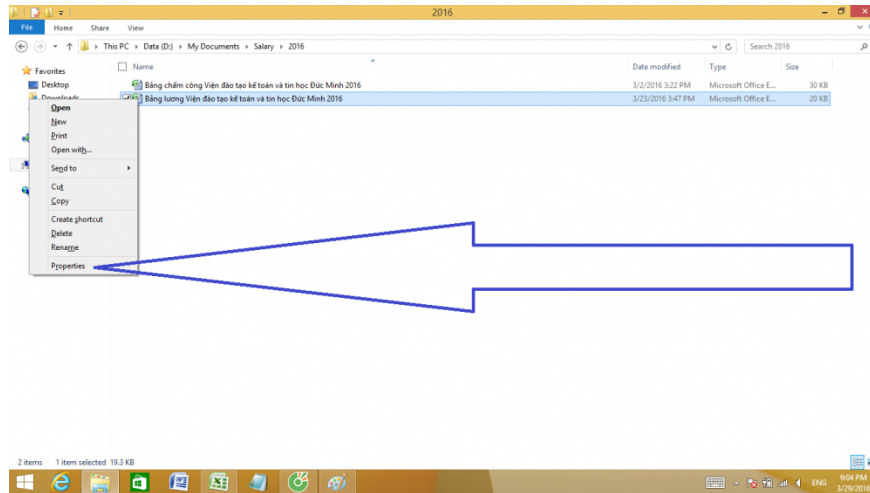 2016
File Home Share View
This PC Data (D:) My Documents Salary 2016 Search 2016
Name Date modified Type Size
Favorites
Desktop
Downloads
Bảng chấm công Viện đào tạo kế toán và tin học Đức Minh 2016 3/2/2016 3:22 PM Microsoft Office E... 30 KB
Bảng lương Viện đào tạo kế toán và tin học Đức Minh 2016 3/23/2016 3:47 PM Microsoft Office E... 20 KB
Open
New
Print
Open with...
Send to
Cut
Copy
Create shortcut
Delete
Rename
Properties
2 items 1 item selected 19.3 KB
ENG 9:04 PM
3/29/2016